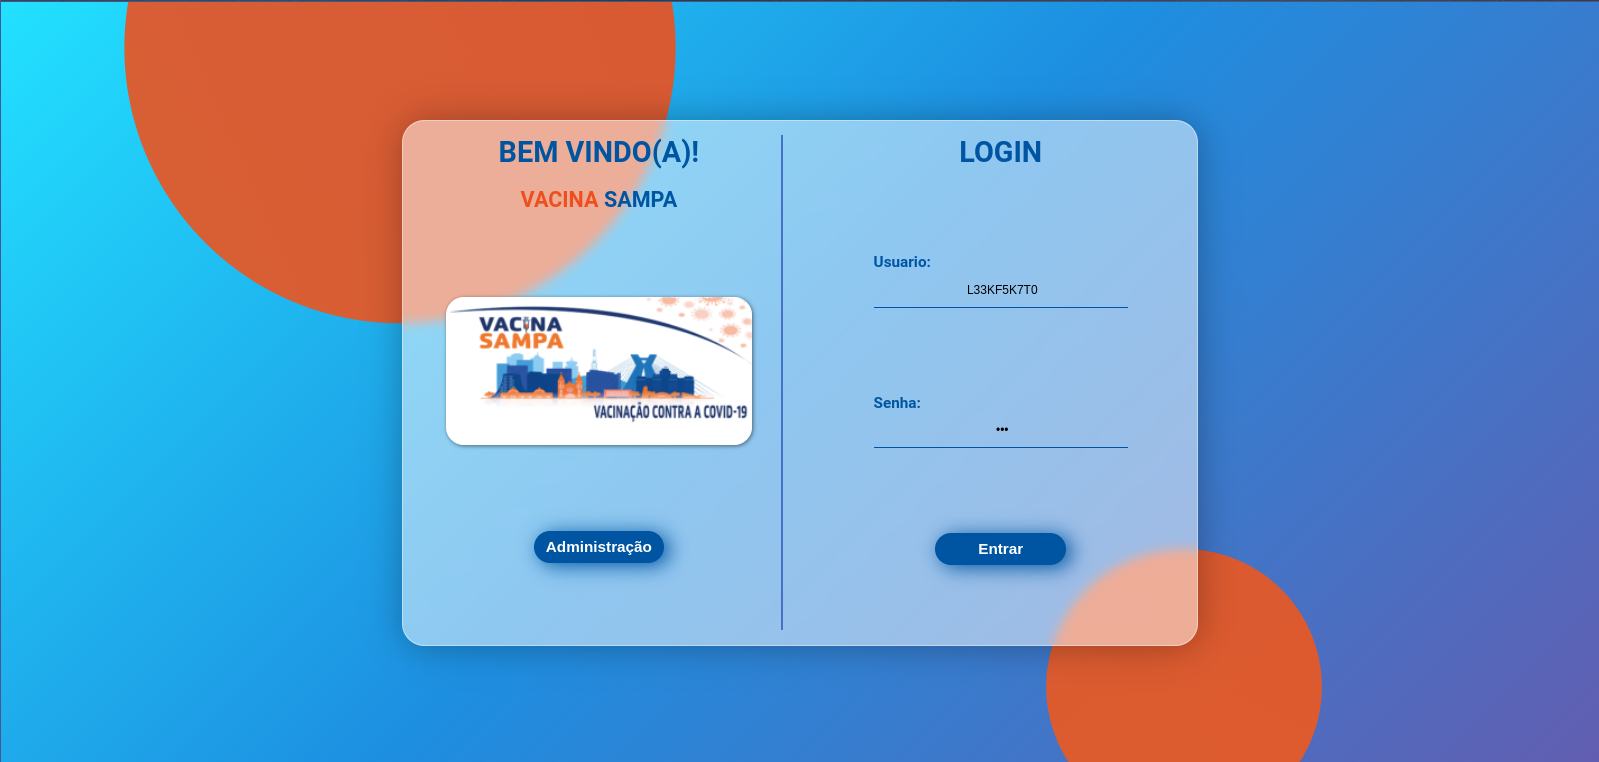 BEM VINDO(A)!
VACINA SAMPA
VACINA
SAMPA
VACINAÇÃO CONTRA A COVID-19
Administração
LOGIN
Usuario:
L33KF5K7T0
Senha:
•••
Entrar